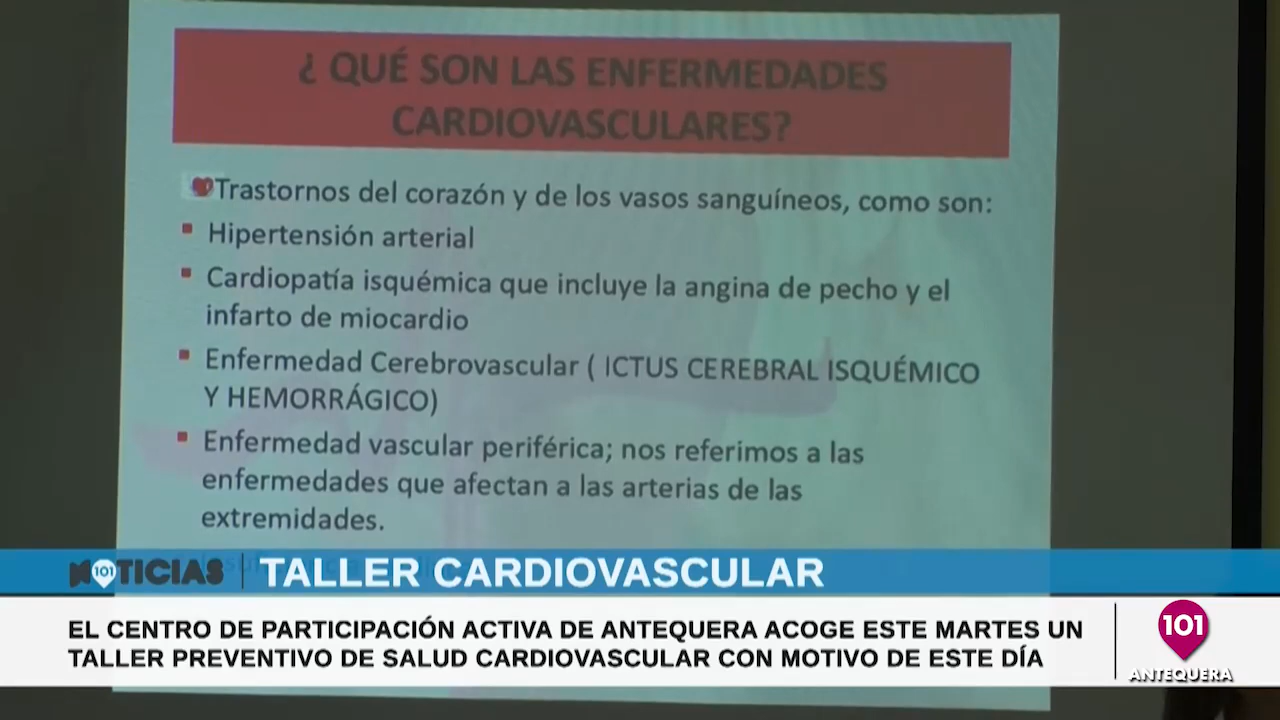 ¿ QUÉ SON LAS ENFERMEDADES
CARDIOVASCULARES?
Trastornos del corazón y de los vasos sanguíneos, como son:
Hipertensión arterial
Cardiopatía isquémica que incluye la angina de pecho y el
infarto de miocardio
Enfermedad Cerebrovascular ( ICTUS CEREBRAL ISQUÉMICO
Y HEMORRÁGICO)
Enfermedad vascular periférica; nos referimos a las
enfermedades que afectan a las arterias de las
extremidades.
NOTICIAS 101
TALLER CARDIOVASCULAR
EL CENTRO DE PARTICIPACIÓN ACTIVA DE ANTEQUERA ACOGE ESTE MARTES UN
TALLER PREVENTIVO DE SALUD CARDIOVASCULAR CON MOTIVO DE ESTE DÍA
101
ANTEQUERA